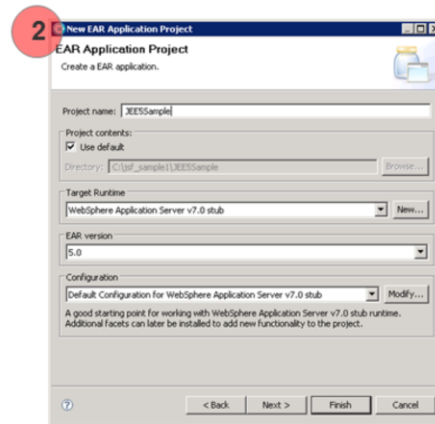 2
New EAR Application Project
EAR Application Project
Create a EAR application.
Project name: JEE5Sample
Project contents:
Use default
Directory: C:\jsf_sample1\JEE5Sample Browse...
Target Runtime
WebSphere Application Server v7.0 stub New...
EAR version
5.0
Configuration
Default Configuration for WebSphere Application Server v7.0 stub Modify...
A good starting point for working with WebSphere Application Server v7.0 stub runtime.
Additional facets can later be installed to add new functionality to the project.
? < Back Next > Finish Cancel